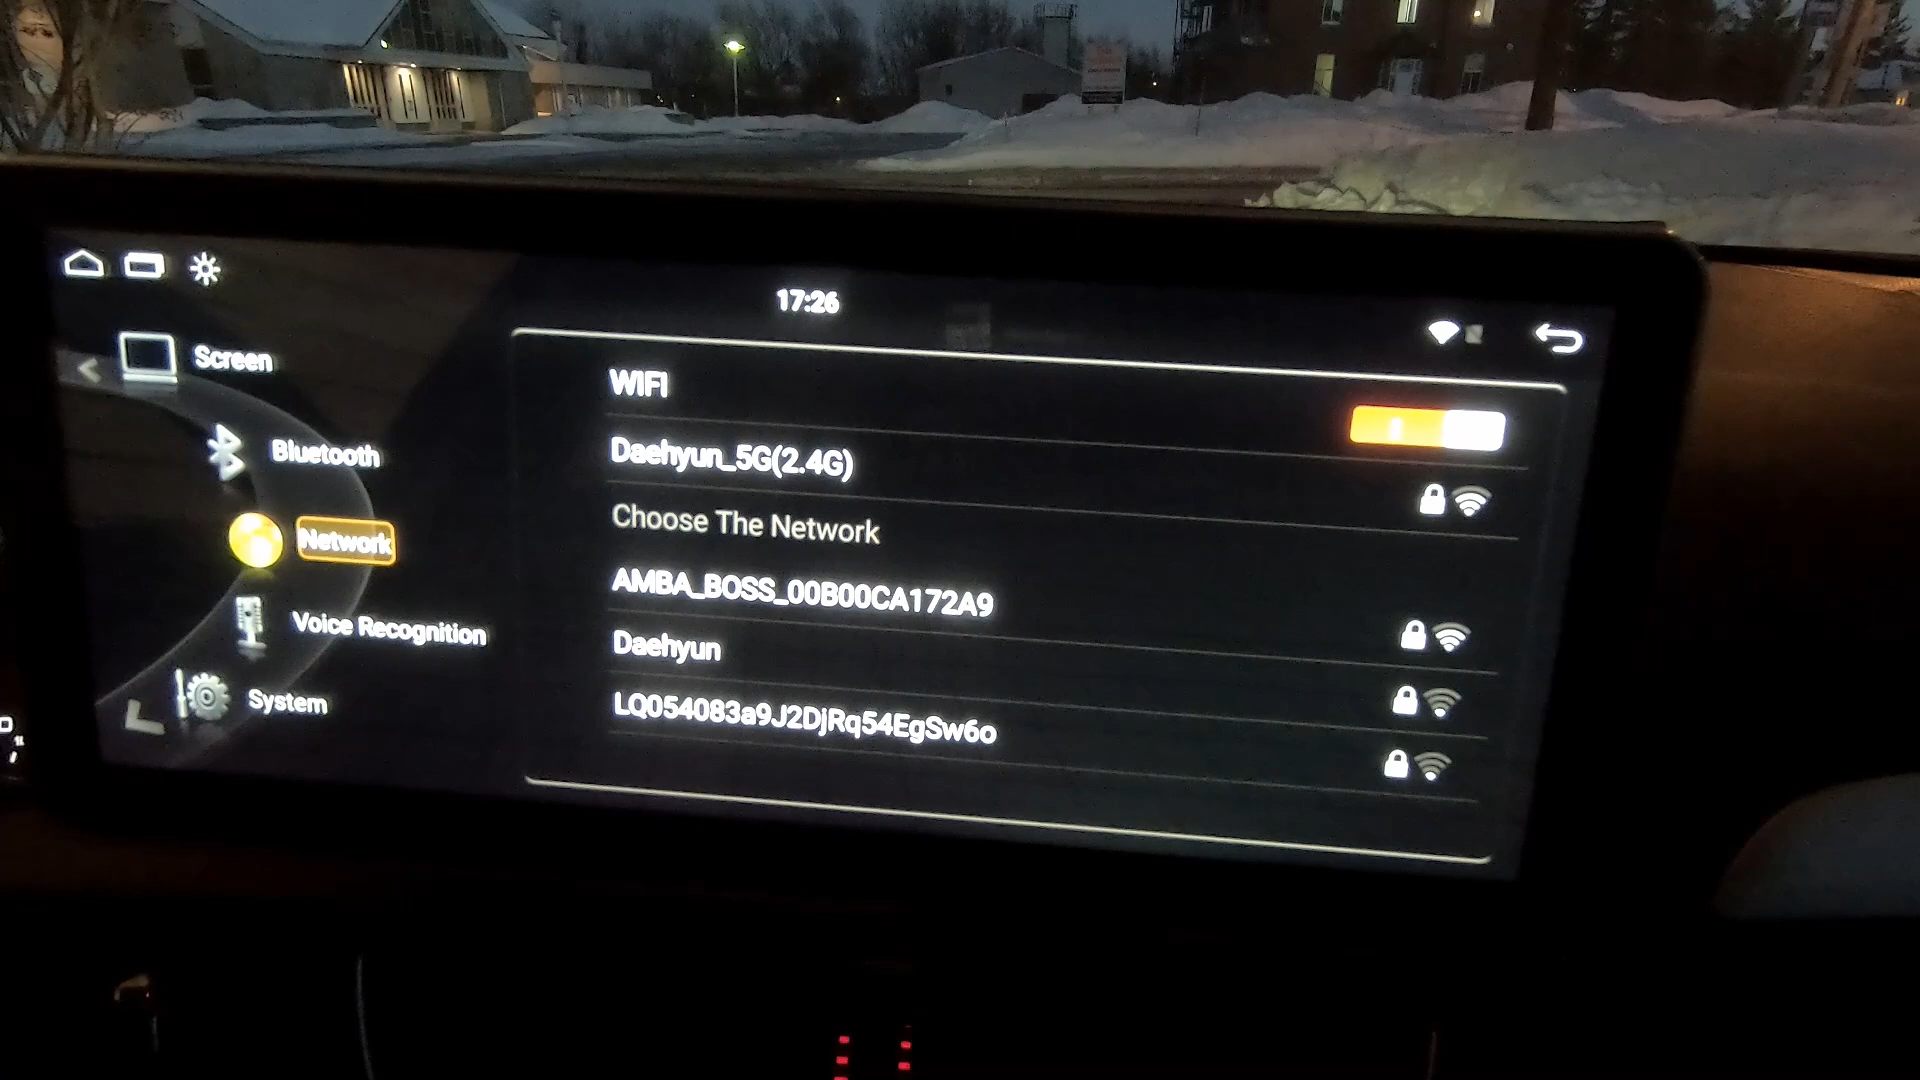 17:26
Screen
Bluetooth
Network
Voice Recognition
System
WIFI
Daehyun_5G(2.4G)
Choose The Network
AMBA_BOSS_00B00CA172A9
Daehyun
LQ054083a9J2DjRq54EgSw6o